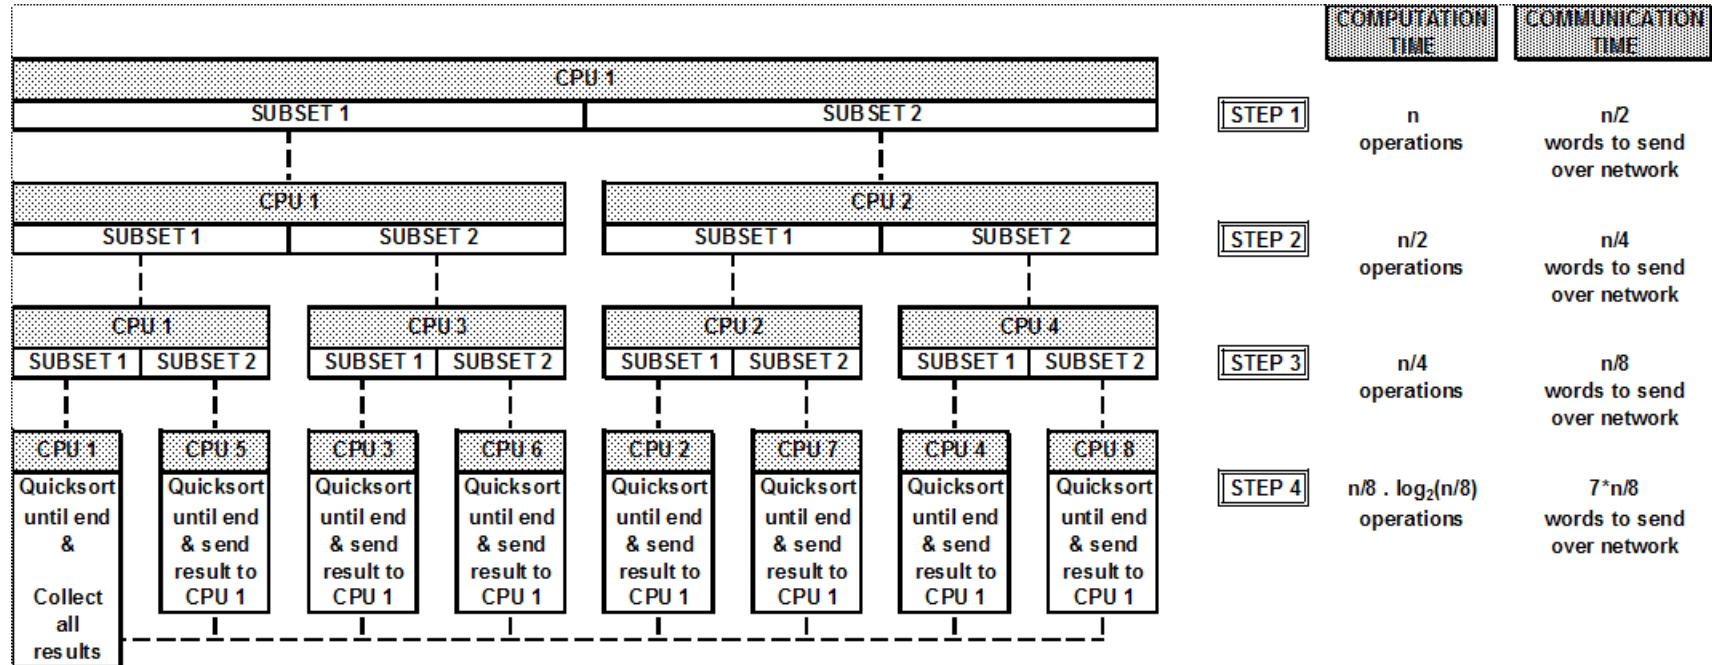 COMPUTATION TIME
COMMUNICATION TIME
CPU 1
SUBSET 1 SUBSET 2
STEP 1
n
operations
n/2
words to send
over network
CPU 1 CPU 2
SUBSET 1 SUBSET 2 SUBSET 1 SUBSET 2
STEP 2
n/2
operations
n/4
words to send
over network
CPU 1 CPU 3 CPU 2 CPU 4
SUBSET 1 SUBSET 2 SUBSET 1 SUBSET 2 SUBSET 1 SUBSET 2 SUBSET 1 SUBSET 2
STEP 3
n/4
operations
n/8
words to send
over network
CPU 1
Quicksort
until end
&
Collect
all
results
CPU 5
Quicksort
until end
& send
result to
CPU 1
CPU 3
Quicksort
until end
& send
result to
CPU 1
CPU 6
Quicksort
until end
& send
result to
CPU 1
CPU 2
Quicksort
until end
& send
result to
CPU 1
CPU 7
Quicksort
until end
& send
result to
CPU 1
CPU 4
Quicksort
until end
& send
result to
CPU 1
CPU 8
Quicksort
until end
& send
result to
CPU 1
STEP 4
n/8 . log₂(n/8)
operations
7*n/8
words to send
over network